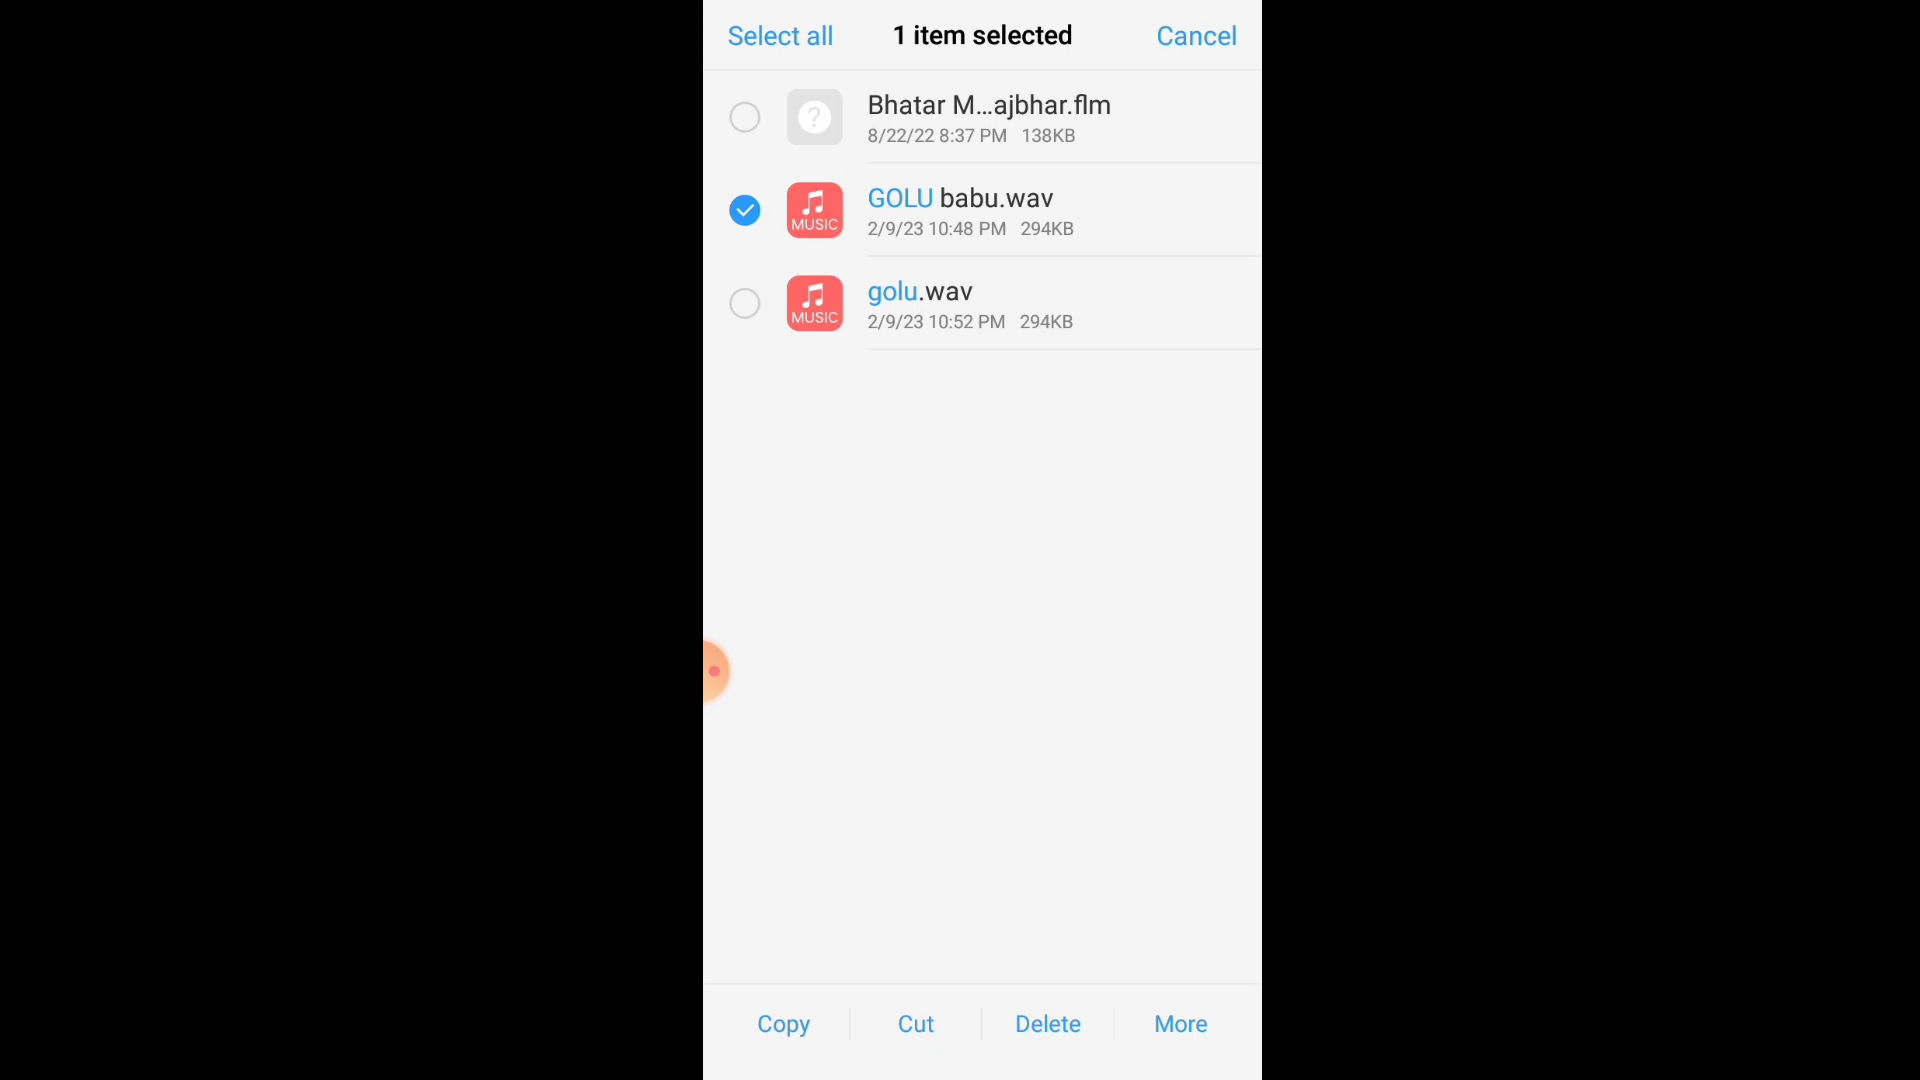 Select all 1 item selected Cancel
?
Bhatar M...ajbhar.flm
8/22/22 8:37 PM 138KB
MUSIC
GOLU babu.wav
2/9/23 10:48 PM 294KB
MUSIC
golu.wav
2/9/23 10:52 PM 294KB
Copy Cut Delete More